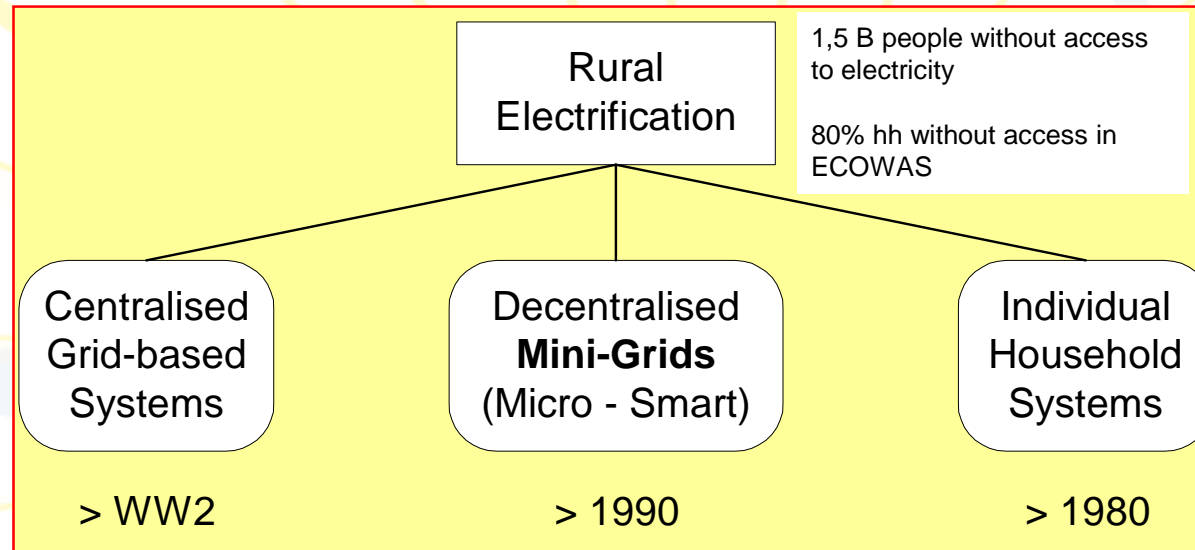 Rural
Electrification
1,5 B people without access
to electricity
80% hh without access in
ECOWAS
Centralised
Grid-based
Systems
Decentralised
Mini-Grids
(Micro - Smart)
Individual
Household
Systems
> WW2
> 1990
> 1980